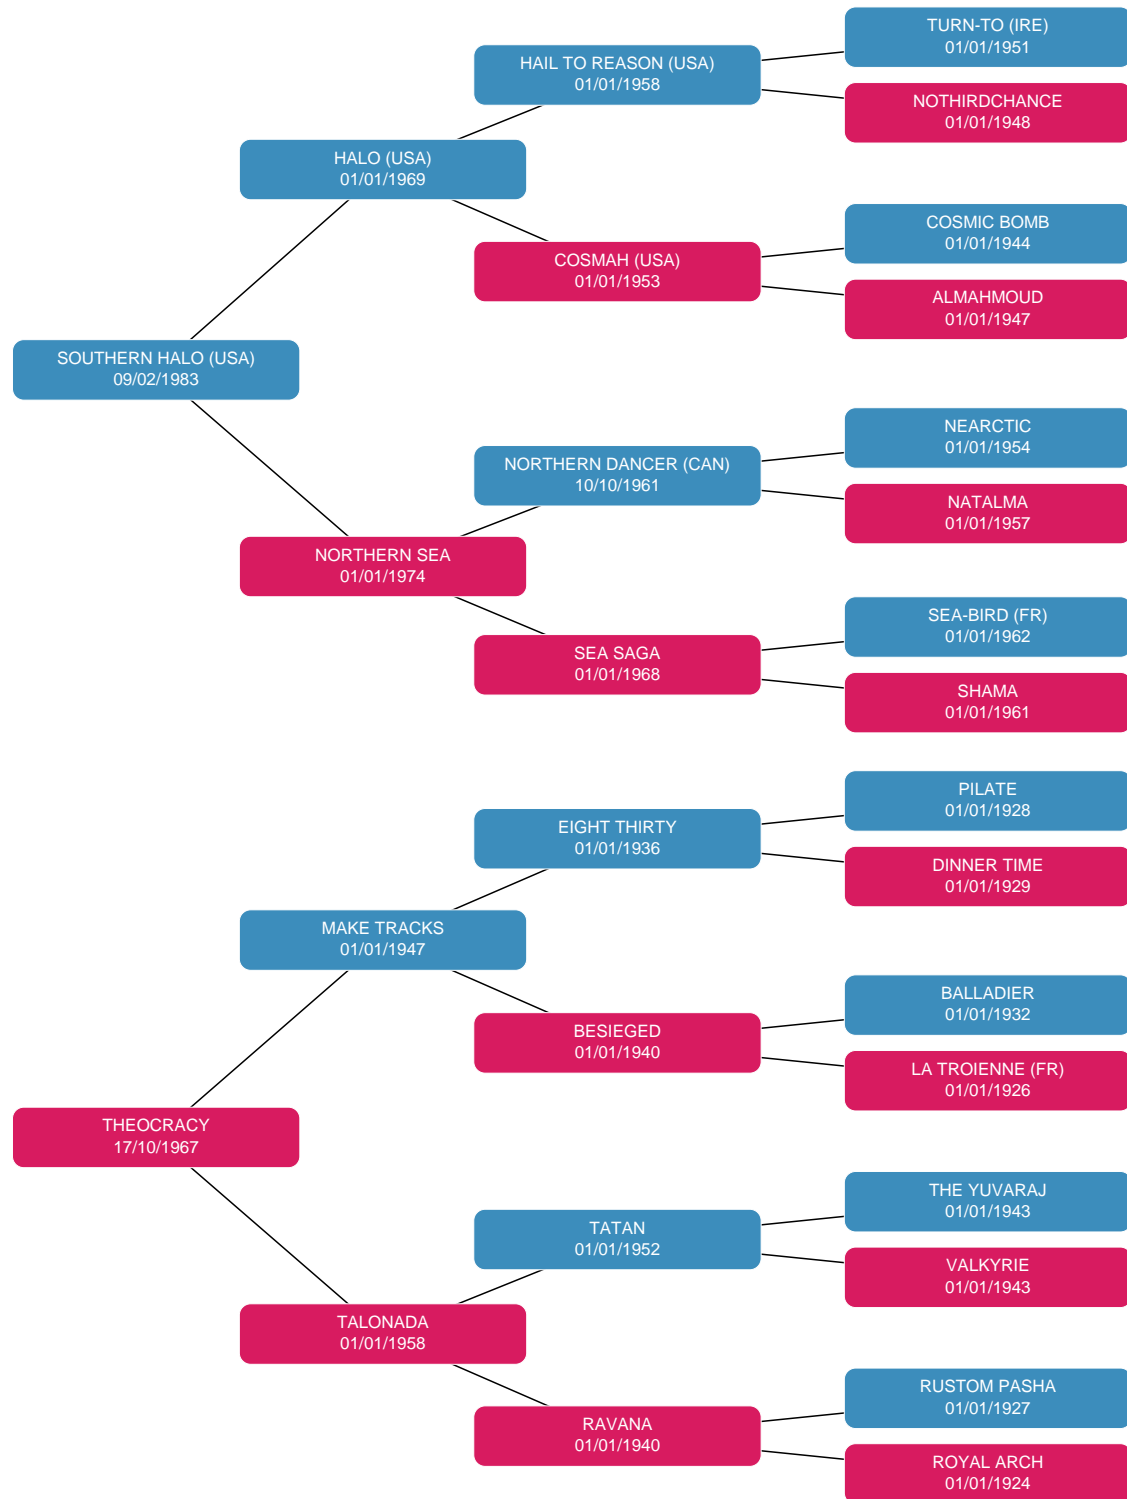 TURN-TO (IRE)
01/01/1951
HAIL TO REASON (USA)
01/01/1958
NOTHIRDCHANCE
01/01/1948
HALO (USA)
01/01/1969
COSMIC BOMB
01/01/1944
COSMAH (USA)
01/01/1953
ALMAHMOUD
01/01/1947
SOUTHERN HALO (USA)
09/02/1983
NEARCTIC
01/01/1954
NORTHERN DANCER (CAN)
10/10/1961
NATALMA
01/01/1957
NORTHERN SEA
01/01/1974
SEA-BIRD (FR)
01/01/1962
SEA SAGA
01/01/1968
SHAMA
01/01/1961
PILATE
01/01/1928
EIGHT THIRTY
01/01/1936
DINNER TIME
01/01/1929
MAKE TRACKS
01/01/1947
BALLADIER
01/01/1932
BESIEGED
01/01/1940
LA TROIENNE (FR)
01/01/1926
THEOCRACY
17/10/1967
THE YUVARAJ
01/01/1943
TATAN
01/01/1952
VALKYRIE
01/01/1943
TALONADA
01/01/1958
RUSTOM PASHA
01/01/1927
RAVANA
01/01/1940
ROYAL ARCH
01/01/1924